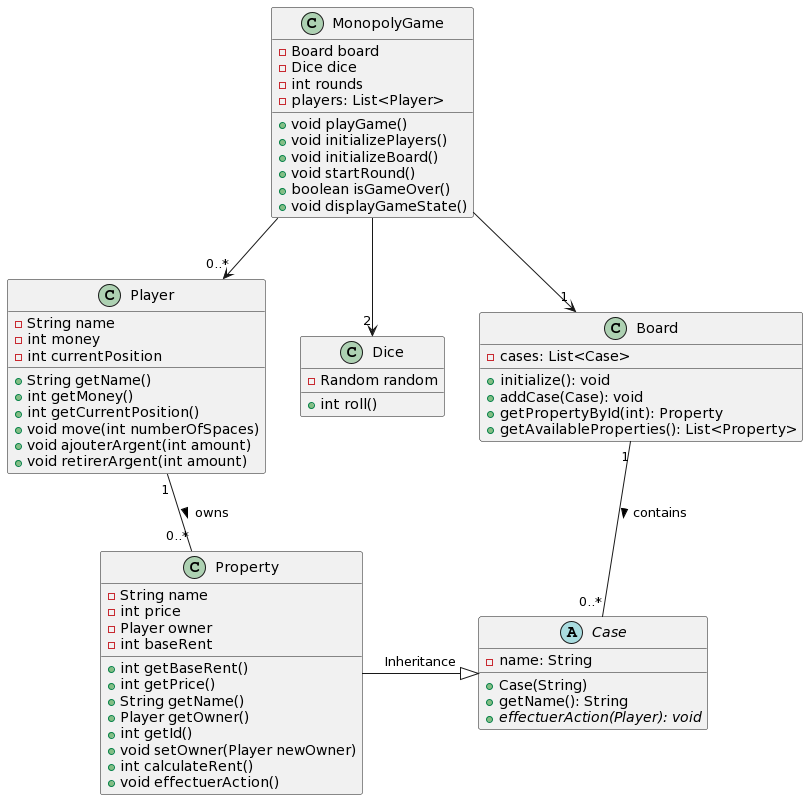 C MonopolyGame
Board board
Dice dice
int rounds
players: List<Player>
void playGame()
void initializePlayers()
void initializeBoard()
void startRound()
boolean isGameOver()
void displayGameState()
0..*
2
1
C Player
String name
int money
int currentPosition
String getName()
int getMoney()
int getCurrentPosition()
void move(int numberOfSpaces)
void ajouterArgent(int amount)
void retirerArgent(int amount)
C Dice
Random random
int roll()
C Board
cases: List<Case>
initialize(): void
addCase(Case): void
getPropertyById(int): Property
getAvailableProperties(): List<Property>
1
owns
0..*
1
contains
0..*
C Property
String name
int price
Player owner
int baseRent
int getBaseRent()
int getPrice()
String getName()
Player getOwner()
int getId()
void setOwner(Player newOwner)
int calculateRent()
void effectuerAction()
Inheritance
A Case
name: String
Case(String)
getName(): String
effectuerAction(Player): void